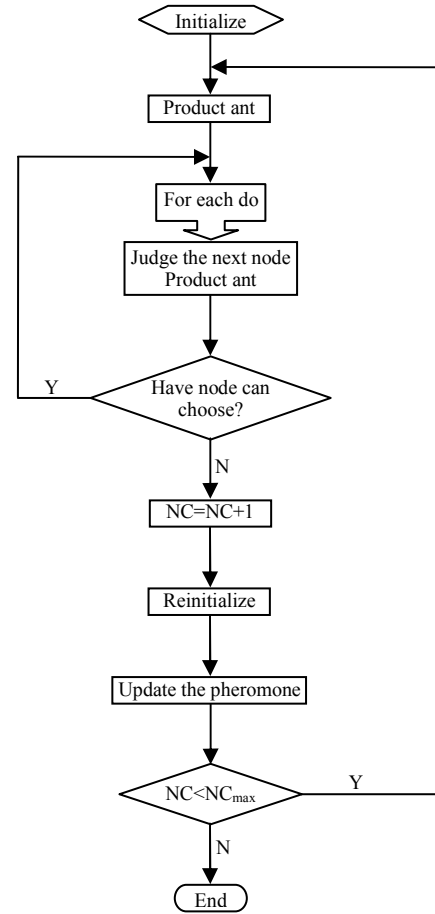 Initialize
Product ant
For each do
Judge the next node
Product ant
Y
Have node can
choose?
N
NC=NC+1
Reinitialize
Update the pheromone
NC<NCmax
Y
N
End